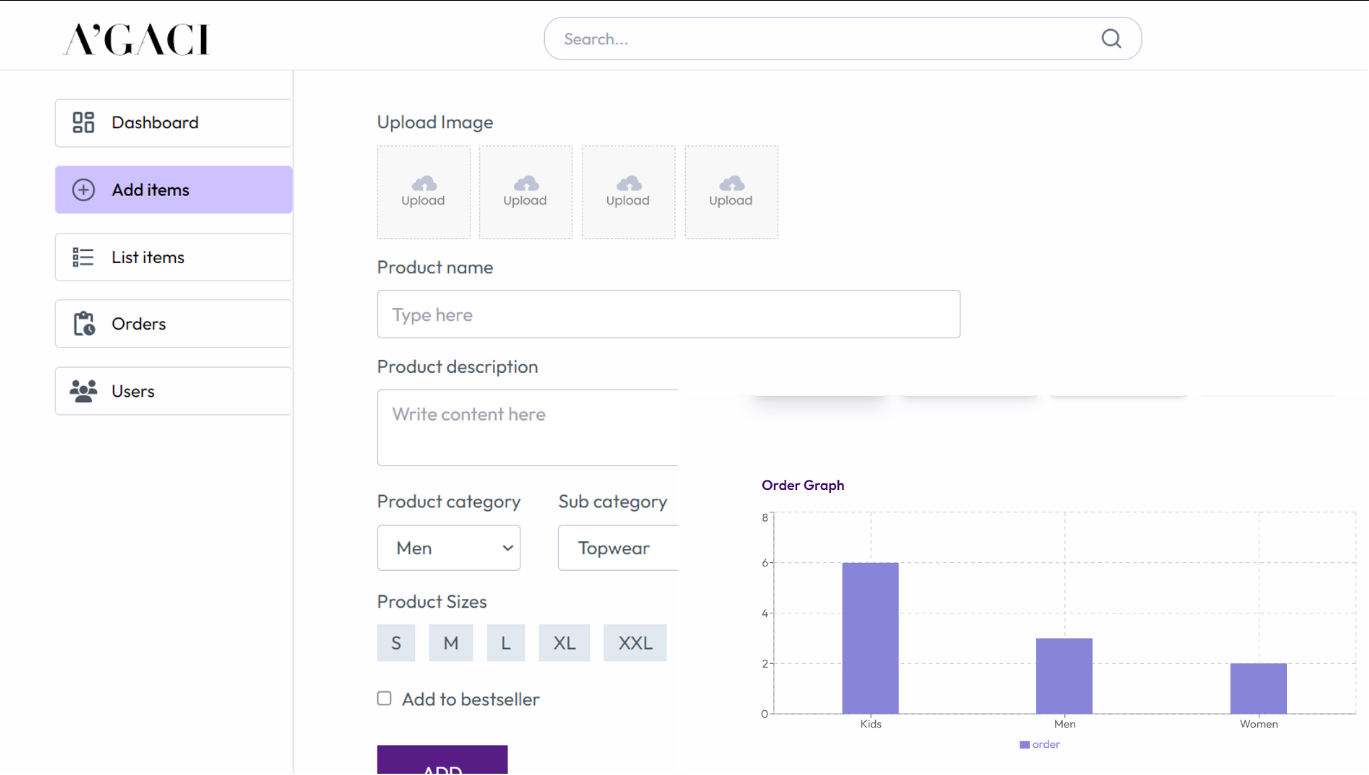 A'GACI
Search...
Dashboard
Add items
List items
Orders
Users
Upload Image
Upload Upload Upload Upload
Product name
Type here
Product description
Write content here
Product category Sub category
Men Topwear
Product Sizes
S M L XL XXL
Add to bestseller
ADD
Order Graph
8
6
4
2
0
Kids Men Women
order